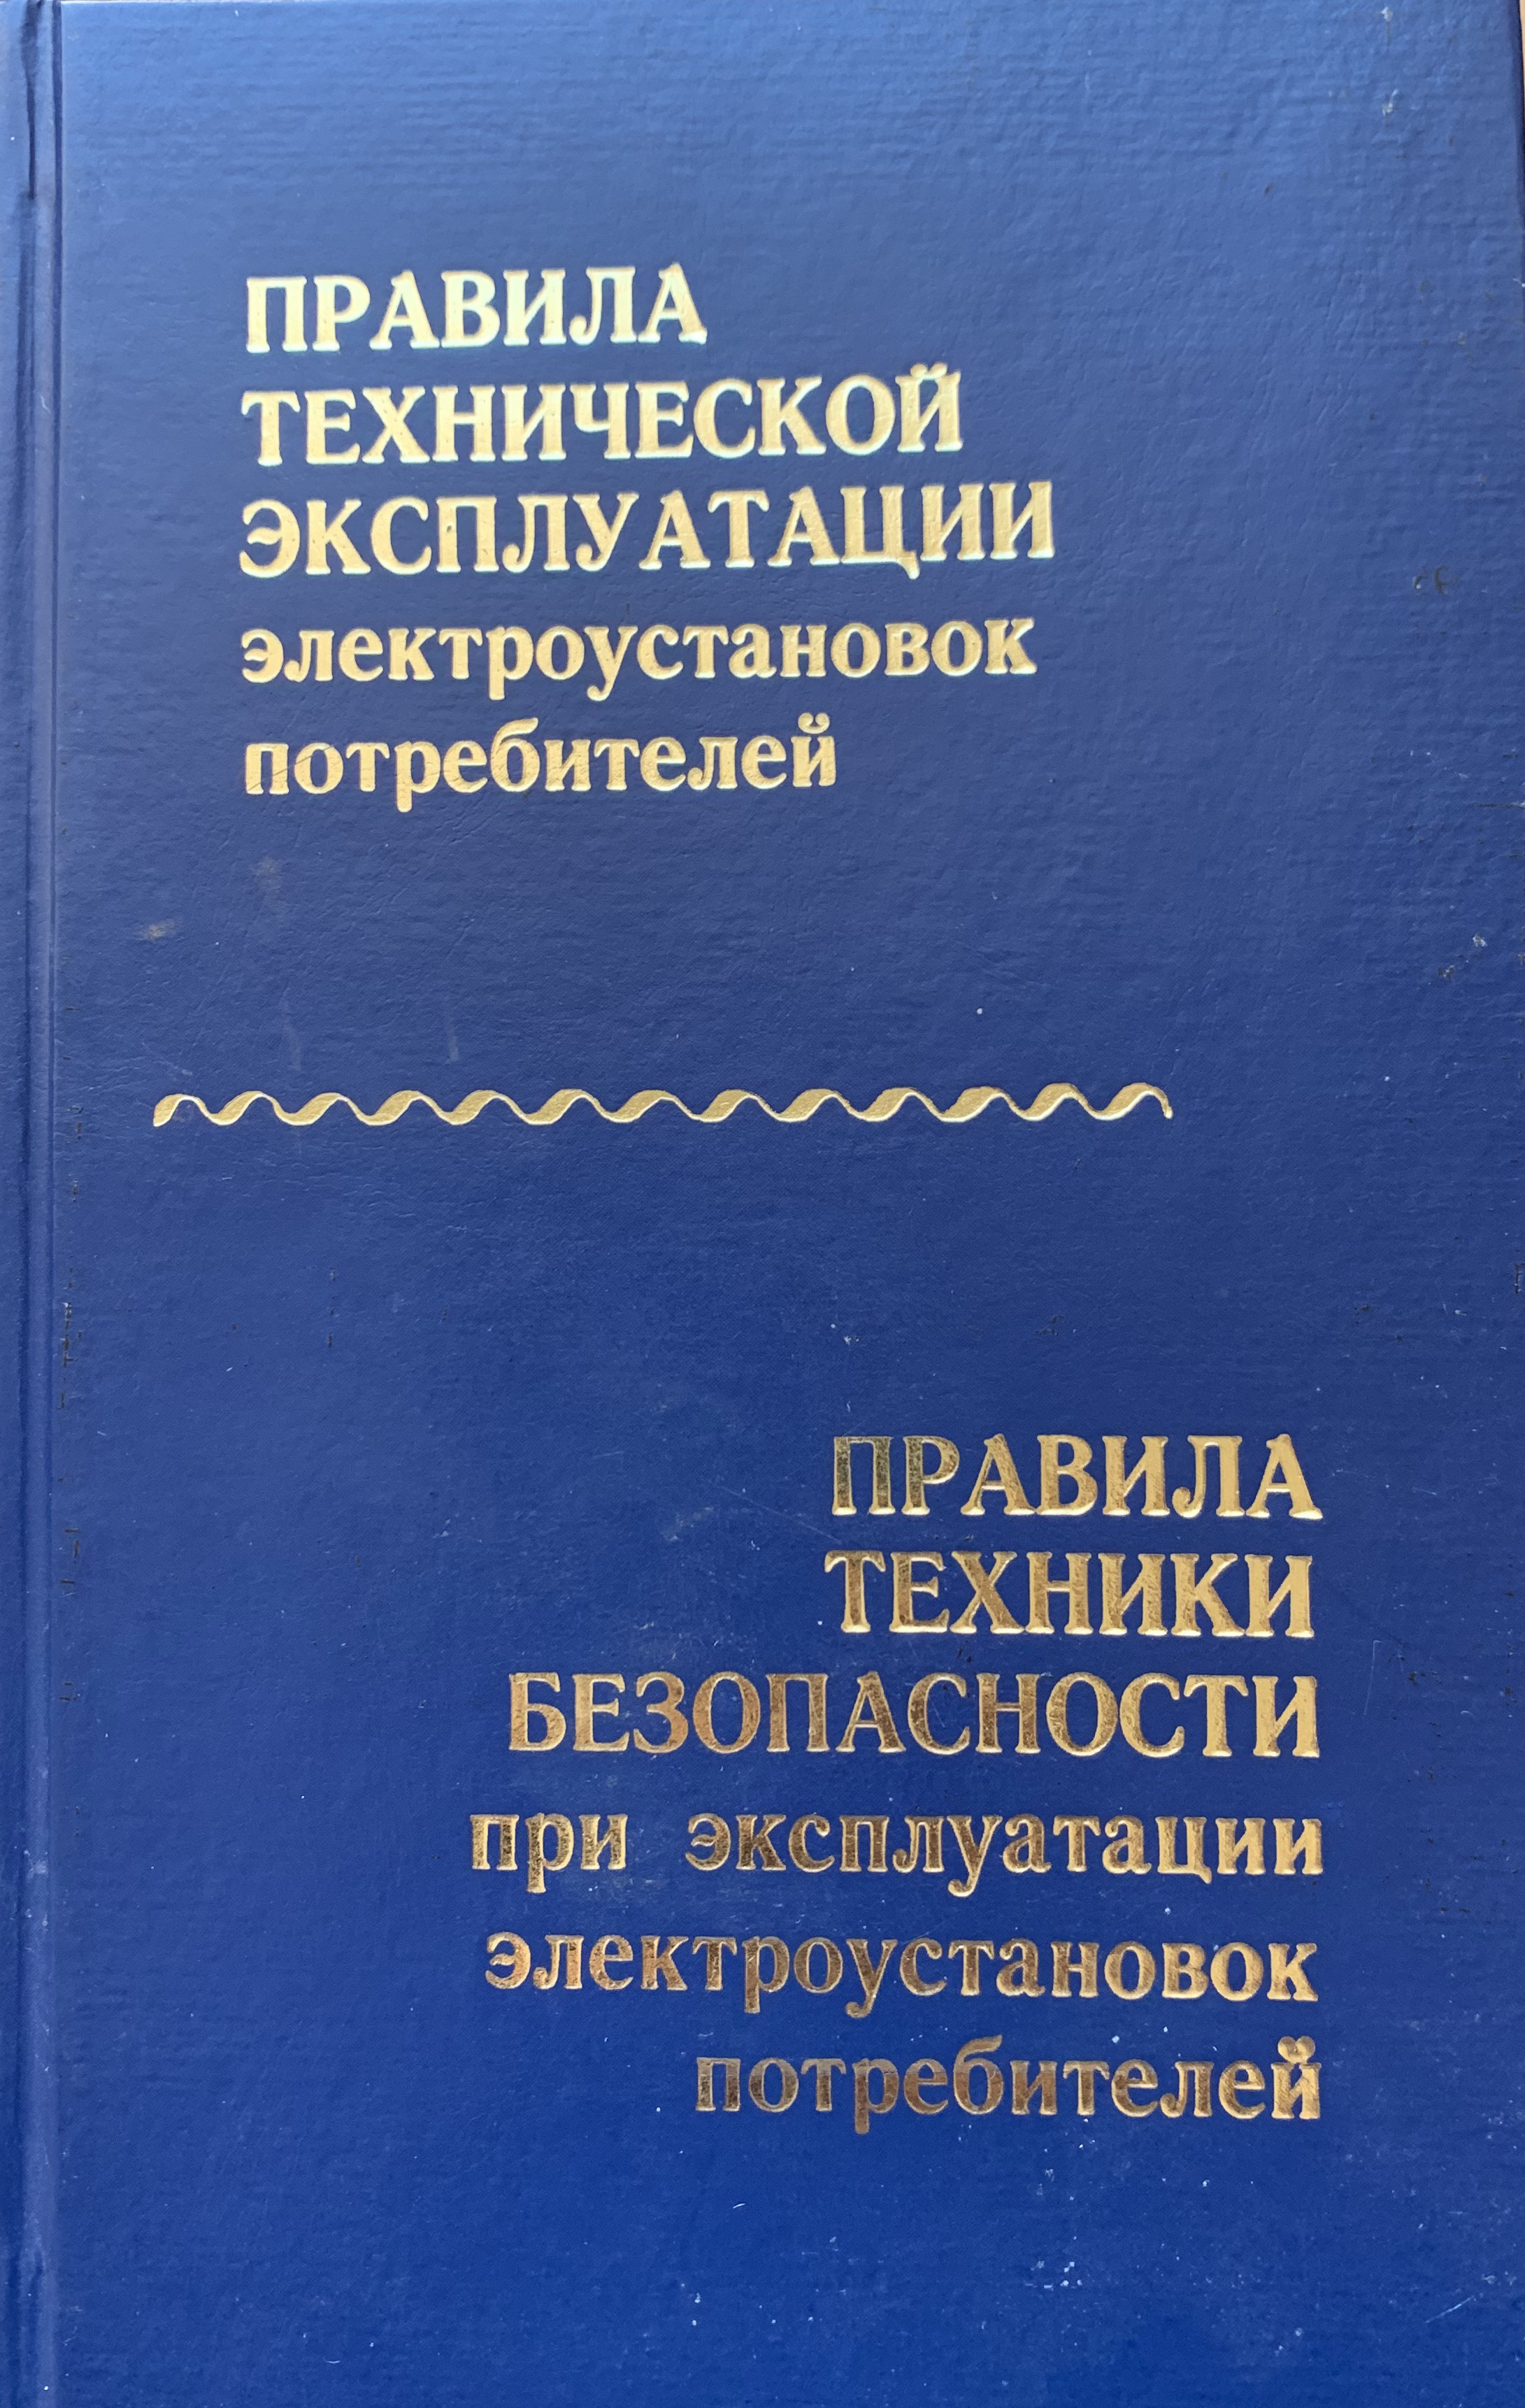 ПРАВИЛА
ТЕХНИЧЕСКОЙ
ЭКСПЛУАТАЦИИ
электроустановок
потребителей
ПРАВИЛА
ТЕХНИКИ
БЕЗОПАСНОСТИ
при эксплуатации
электроустановок
потребителей